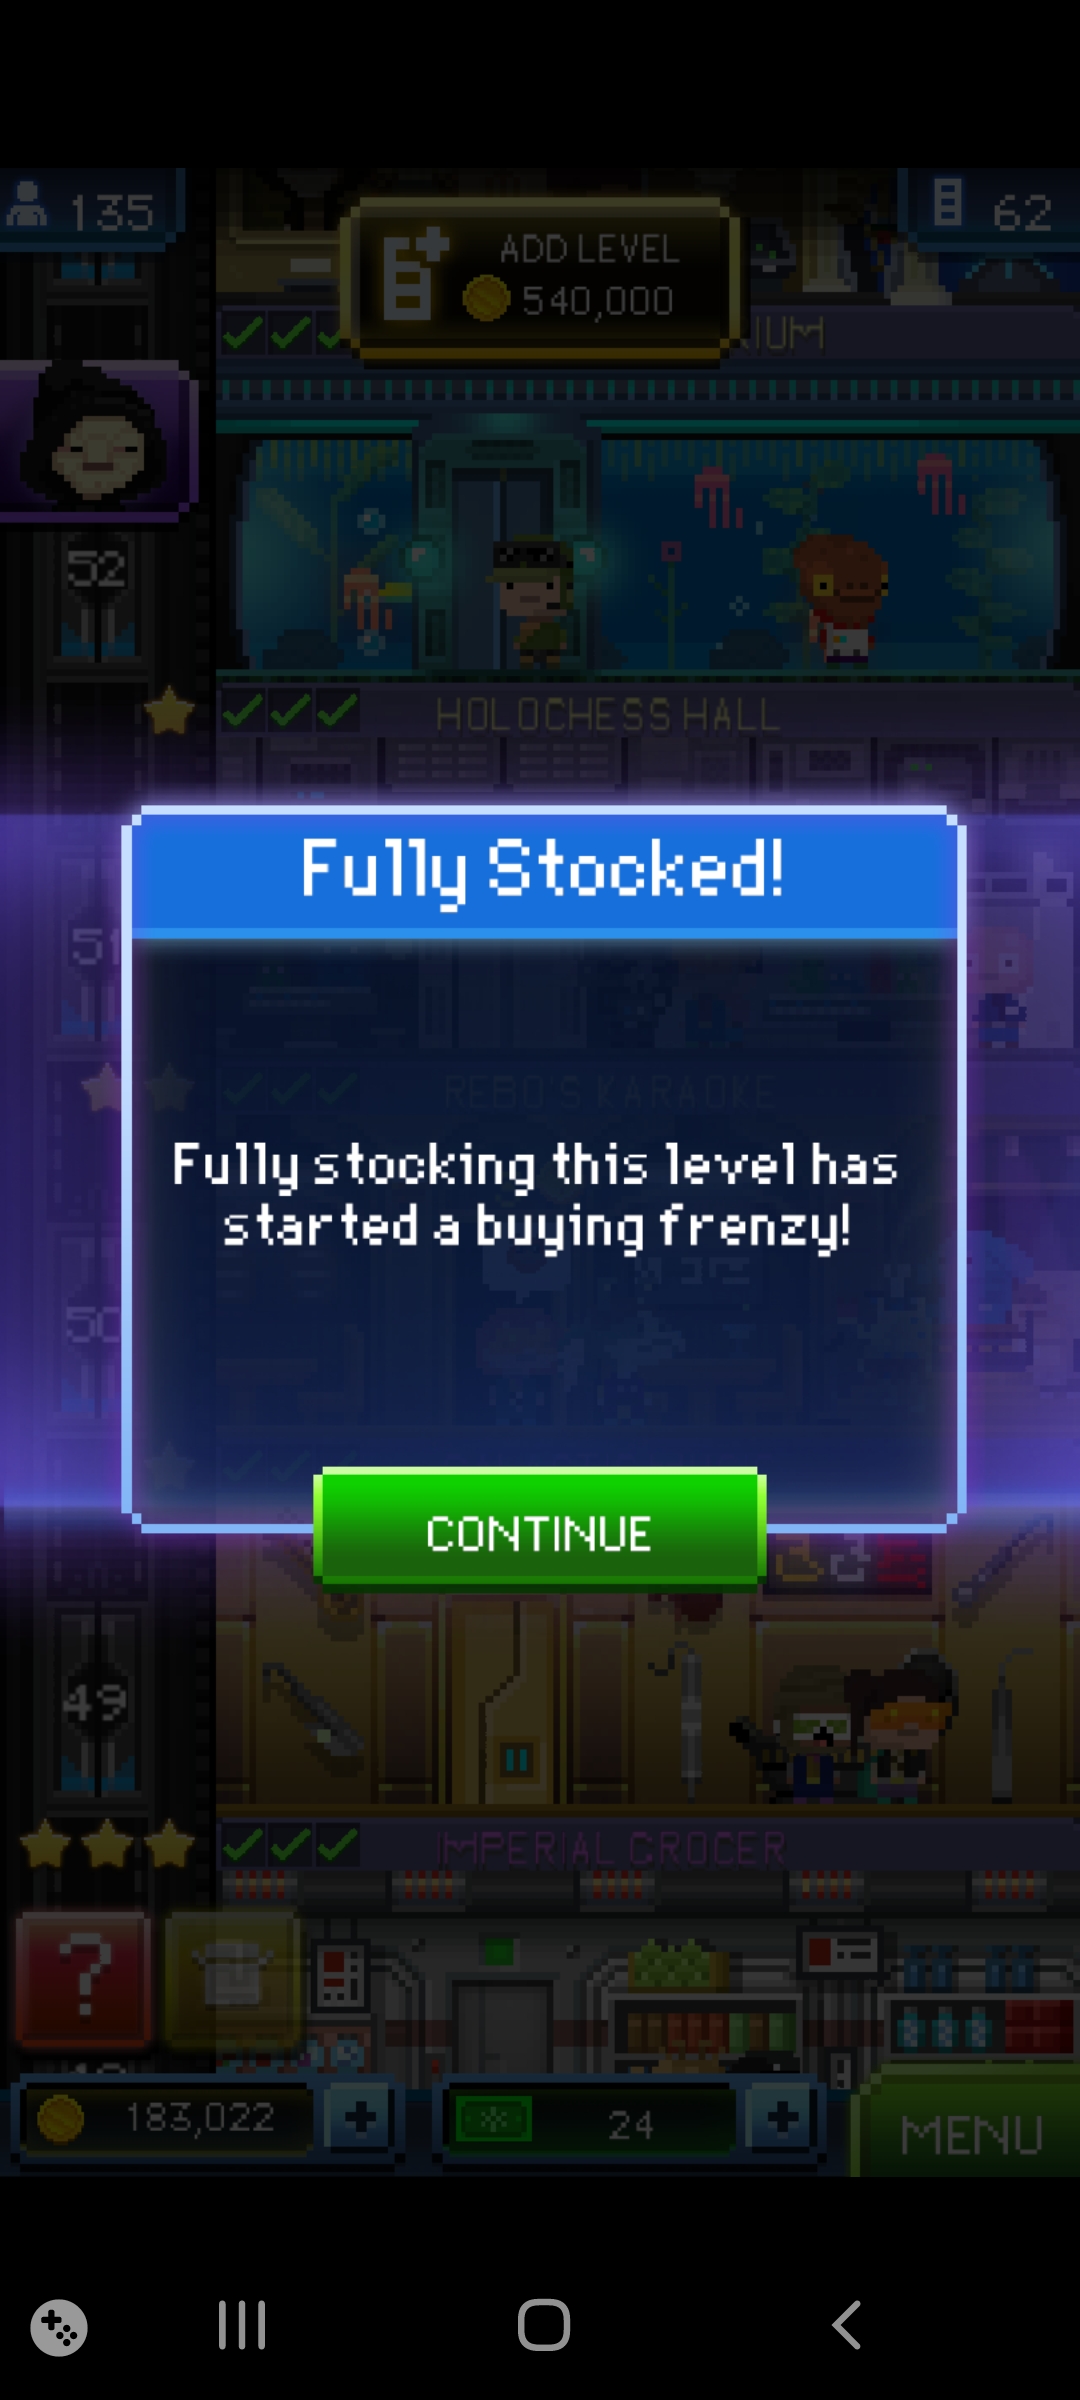 135
62
ADD LEVEL
540,000
IUM
52
HOLOCHESS HALL
Fully Stocked!
51
REBO'S KARAOKE
Fully stocking this level has
started a buying frenzy!
50
CONTINUE
49
IMPERIAL GROCER
?
183,022
24
MENU